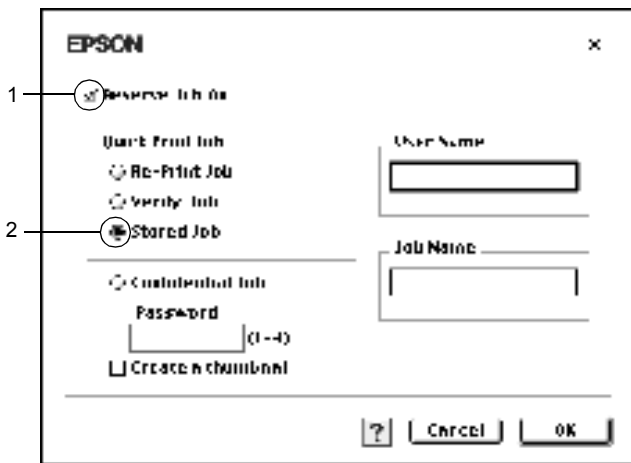 EPSON
1
Reserve Job On
Quick Print Job
User Name
Re-Print Job
Verify Job
2
Stored Job
Job Name
Confidential Job
Password
(1-4)
Create a thumbnail
?
Cancel
OK